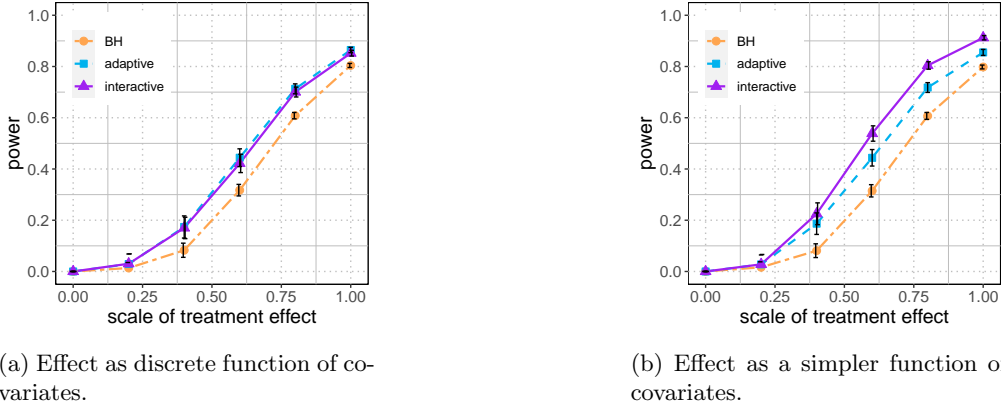 1.0
0.8
0.6
0.4
0.2
0.0
power
BH
adaptive
interactive
0.00 0.25 0.50 0.75 1.00
scale of treatment effect
1.0
0.8
0.6
0.4
0.2
0.0
power
BH
adaptive
interactive
0.00 0.25 0.50 0.75 1.00
scale of treatment effect
(a) Effect as discrete function of co-
variates.
(b) Effect as a simpler function of
covariates.